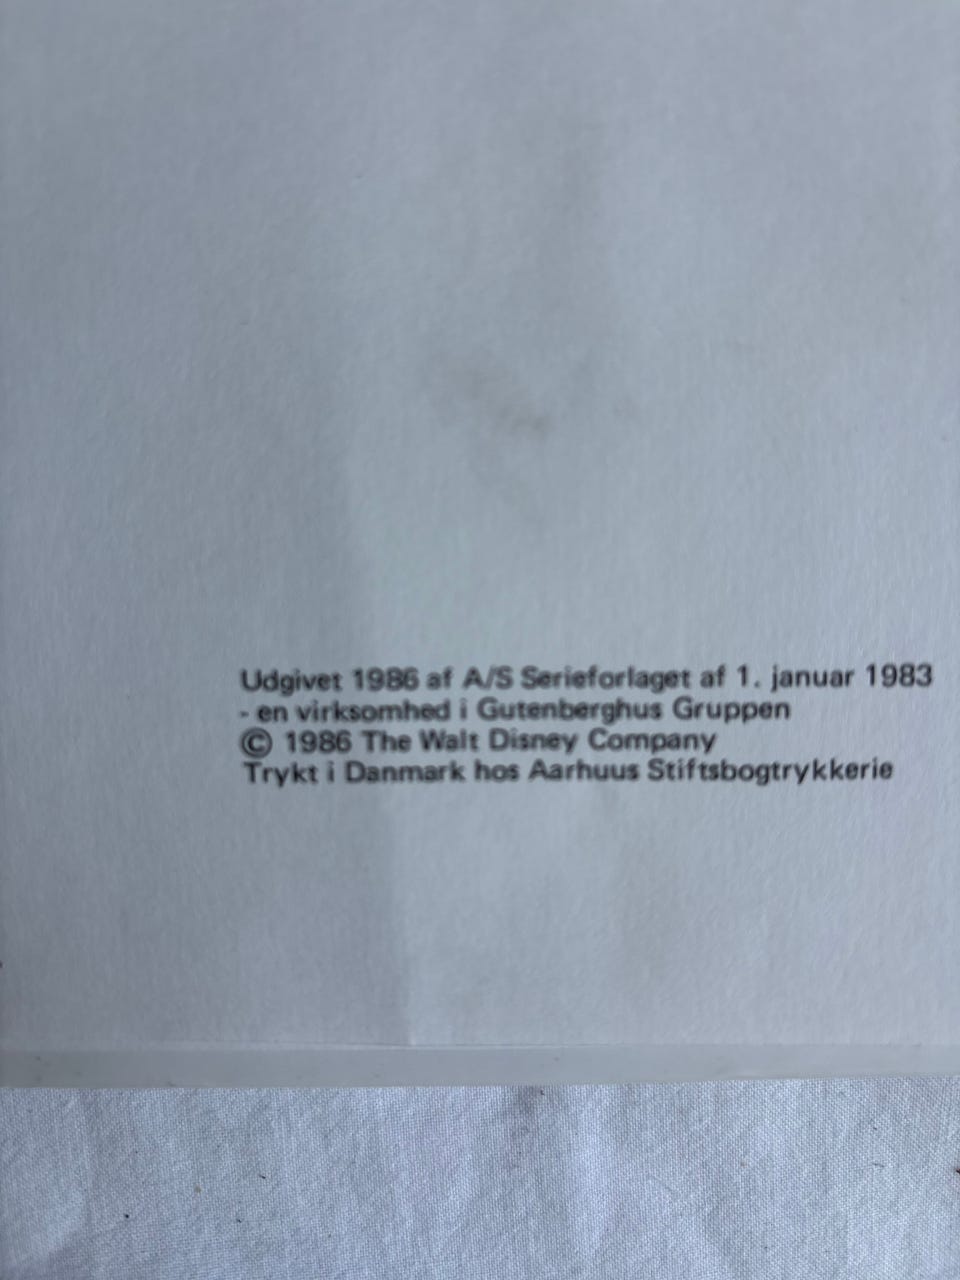 Udgivet 1986 af A/S Serieforlaget af 1. januar 1983
- en virksomhed i Gutenberghus Gruppen
© 1986 The Walt Disney Company
Trykt i Danmark hos Aarhuus Stiftsbogtrykkerie